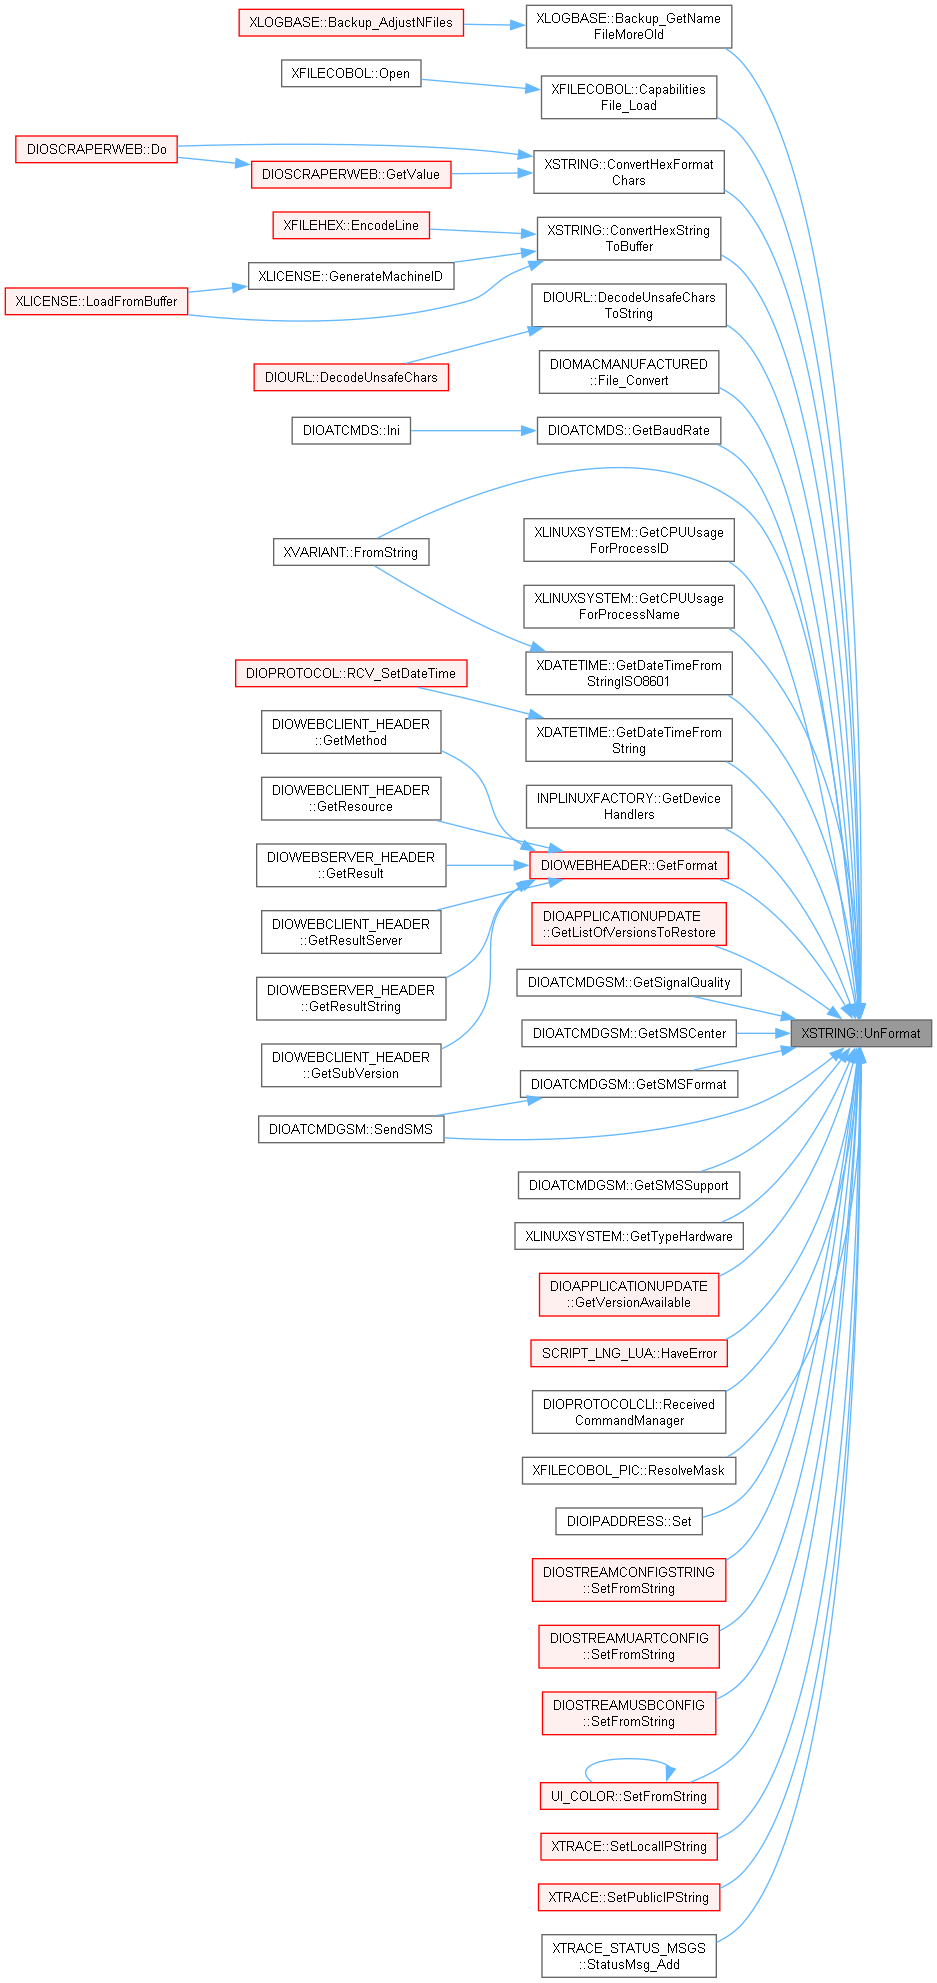 XLOGBASE::Backup_AdjustNFiles
XLOGBASE::Backup_GetName
FileMoreOld
XFILECOBOL::Open
XFILECOBOL::Capabilities
File_Load
DIOSCRAPERWEB::Do
DIOSCRAPERWEB::GetValue
XSTRING::ConvertHexFormat
Chars
XFILEHEX::EncodeLine
XSTRING::ConvertHexString
ToBuffer
XLICENSE::GenerateMachineID
XLICENSE::LoadFromBuffer
DIOURL::DecodeUnsafeChars
ToString
DIOURL::DecodeUnsafeChars
DIOMACMANUFACTURED
::File_Convert
DIOATCMDS::Ini
DIOATCMDS::GetBaudRate
XVARIANT::FromString
XLINUXSYSTEM::GetCPUUsage
ForProcessID
XLINUXSYSTEM::GetCPUUsage
ForProcessName
XDATETIME::GetDateTimeFrom
StringISO8601
DIOPROTOCOL::RCV_SetDateTime
XDATETIME::GetDateTimeFrom
String
DIOWEBCLIENT_HEADER
::GetMethod
DIOWEBCLIENT_HEADER
::GetResource
INPLINUXFACTORY::GetDevice
Handlers
DIOWEBSERVER_HEADER
::GetResult
DIOWEBHEADER::GetFormat
DIOWEBCLIENT_HEADER
::GetResultServer
DIOAPPLICATIONUPDATE
::GetListOfVersionsToRestore
DIOWEBSERVER_HEADER
::GetResultString
DIOATCMDGSM::GetSignalQuality
DIOATCMDGSM::GetSMSCenter
XSTRING::UnFormat
DIOWEBCLIENT_HEADER
::GetSubVersion
DIOATCMDGSM::GetSMSFormat
DIOATCMDGSM::SendSMS
DIOATCMDGSM::GetSMSSupport
XLINUXSYSTEM::GetTypeHardware
DIOAPPLICATIONUPDATE
::GetVersionAvailable
SCRIPT_LNG_LUA::HaveError
DIOPROTOCOLCLI::Received
CommandManager
XFILECOBOL_PIC::ResolveMask
DIOIPADDRESS::Set
DIOSTREAMCONFIGSTRING
::SetFromString
DIOSTREAMUARTCONFIG
::SetFromString
DIOSTREAMUSBCONFIG
::SetFromString
UI_COLOR::SetFromString
XTRACE::SetLocalIPString
XTRACE::SetPublicIPString
XTRACE_STATUS_MSGS
::StatusMsg_Add